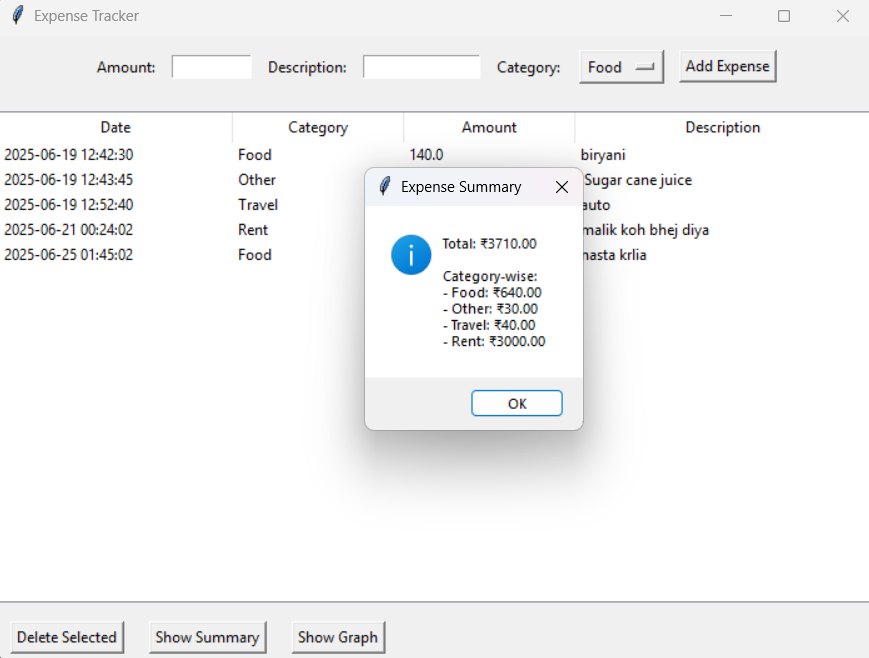 Expense Tracker
Amount: Description: Category: Food Add Expense
Date Category Amount Description
2025-06-19 12:42:30 Food 140.0 biryani
2025-06-19 12:43:45 Other Sugar cane juice
2025-06-19 12:52:40 Travel auto
2025-06-21 00:24:02 Rent malik koh bhej diya
2025-06-25 01:45:02 Food krlia
Expense Summary
Total: ₹3710.00
Category-wise:
- Food: ₹640.00
- Other: ₹30.00
- Travel: ₹40.00
- Rent: ₹3000.00
OK
Delete Selected Show Summary Show Graph